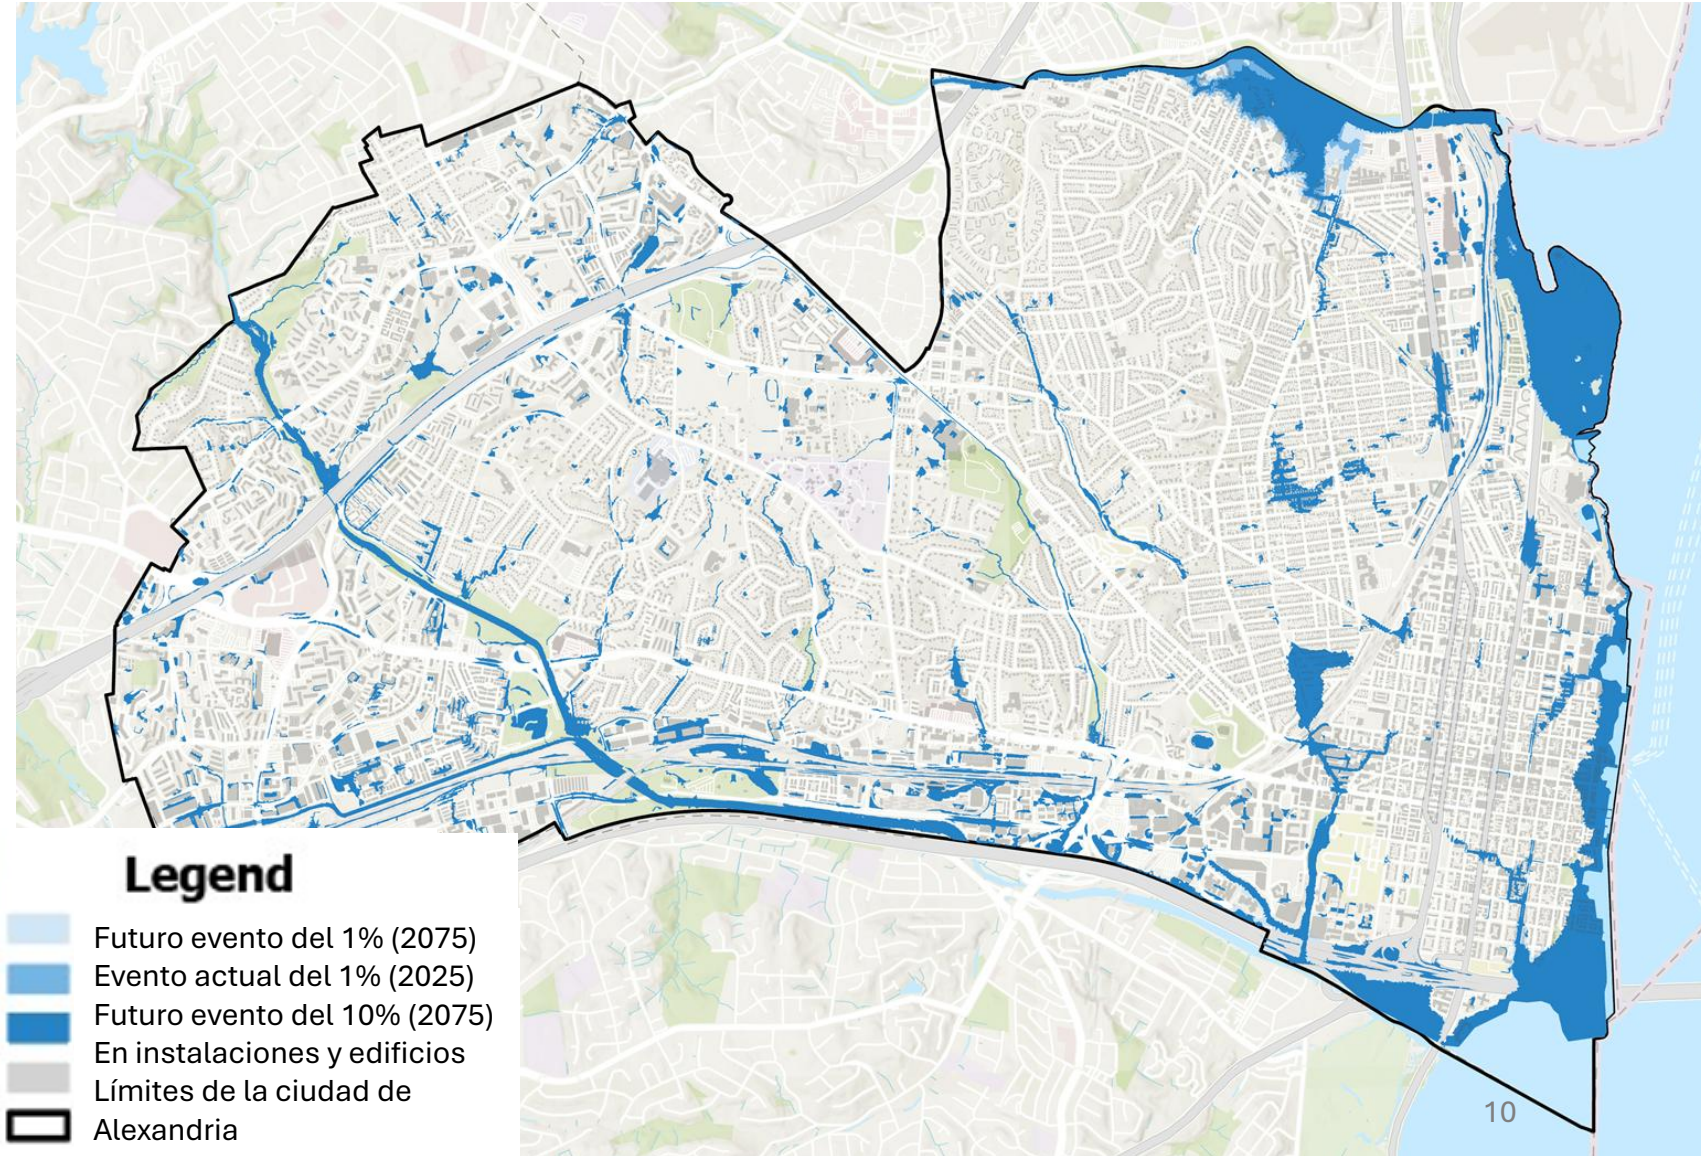 Legend
Futuro evento del 1% (2075)
Evento actual del 1% (2025)
Futuro evento del 10% (2075)
En instalaciones y edificios
Límites de la ciudad de
Alexandria
10